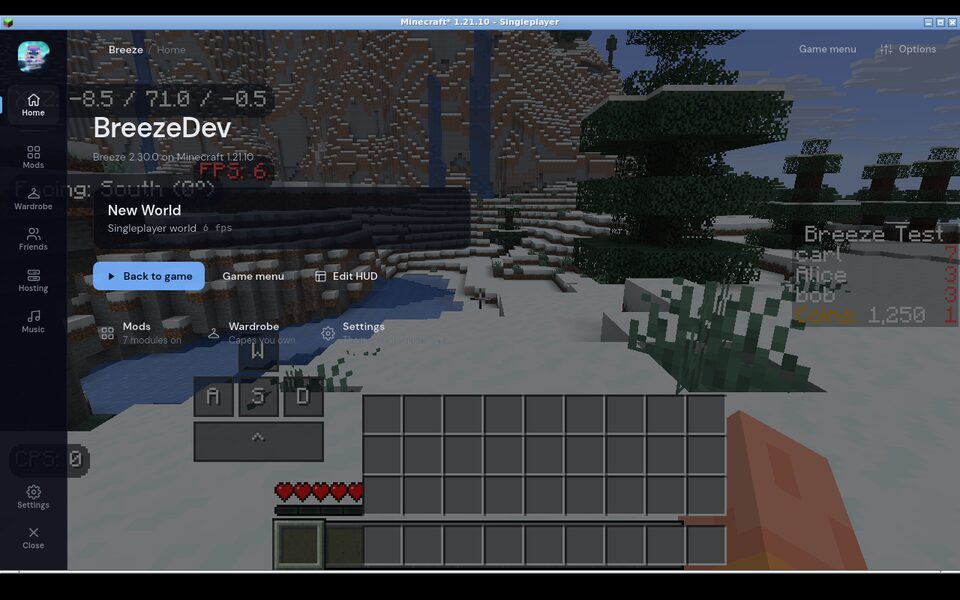 Minecraft* 1.21.10 - Singleplayer
Breeze / Home
Game menu
Options
Home
-8.5 / 71.0 / -0.5
BreezeDev
Breeze 2.30.0 on Minecraft 1.21.10
FPS: 6
Mods
Facing: South (0°)
Wardrobe
New World
Singleplayer world 6 fps
Friends
Breeze Test
carl 7
Alice 3
bob 3
Coins: 1,250 1
Back to game
Game menu
Edit HUD
Hosting
Mods
7 modules on
Wardrobe
Capes you own
Settings
Music
W
A S D
^
CPS: 0
Settings
Close